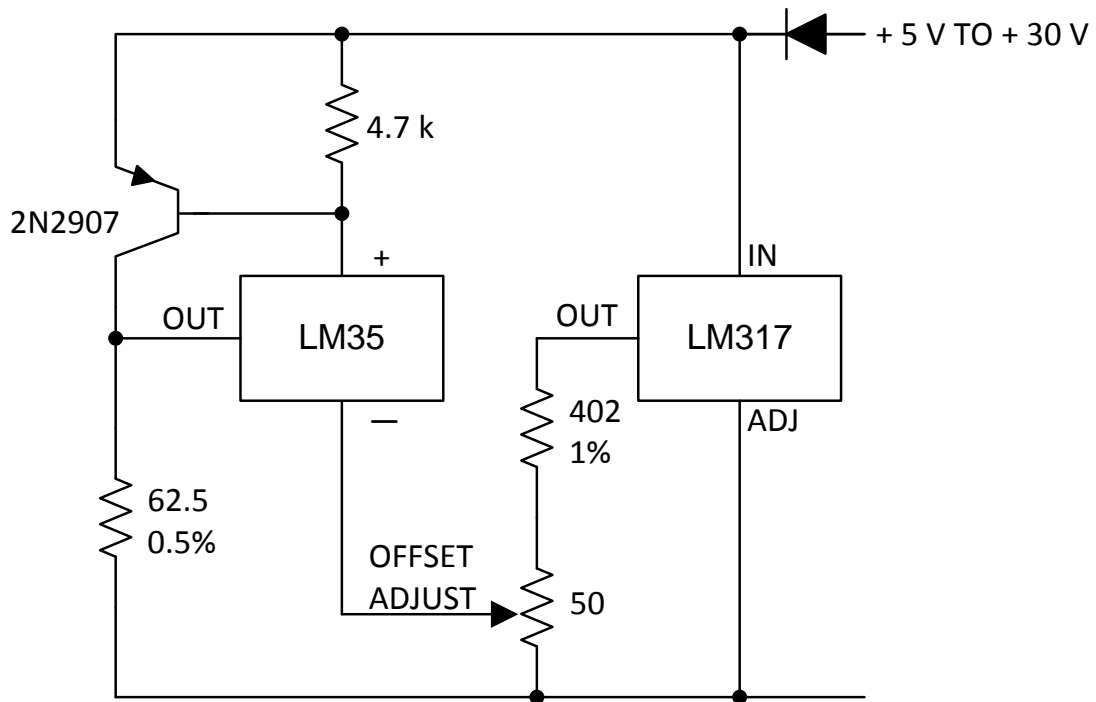 + 5 V TO + 30 V
4.7 k
2N2907
+
IN
OUT
LM35
OUT
LM317
—
402
1%
ADJ
62.5
0.5%
OFFSET
ADJUST
50